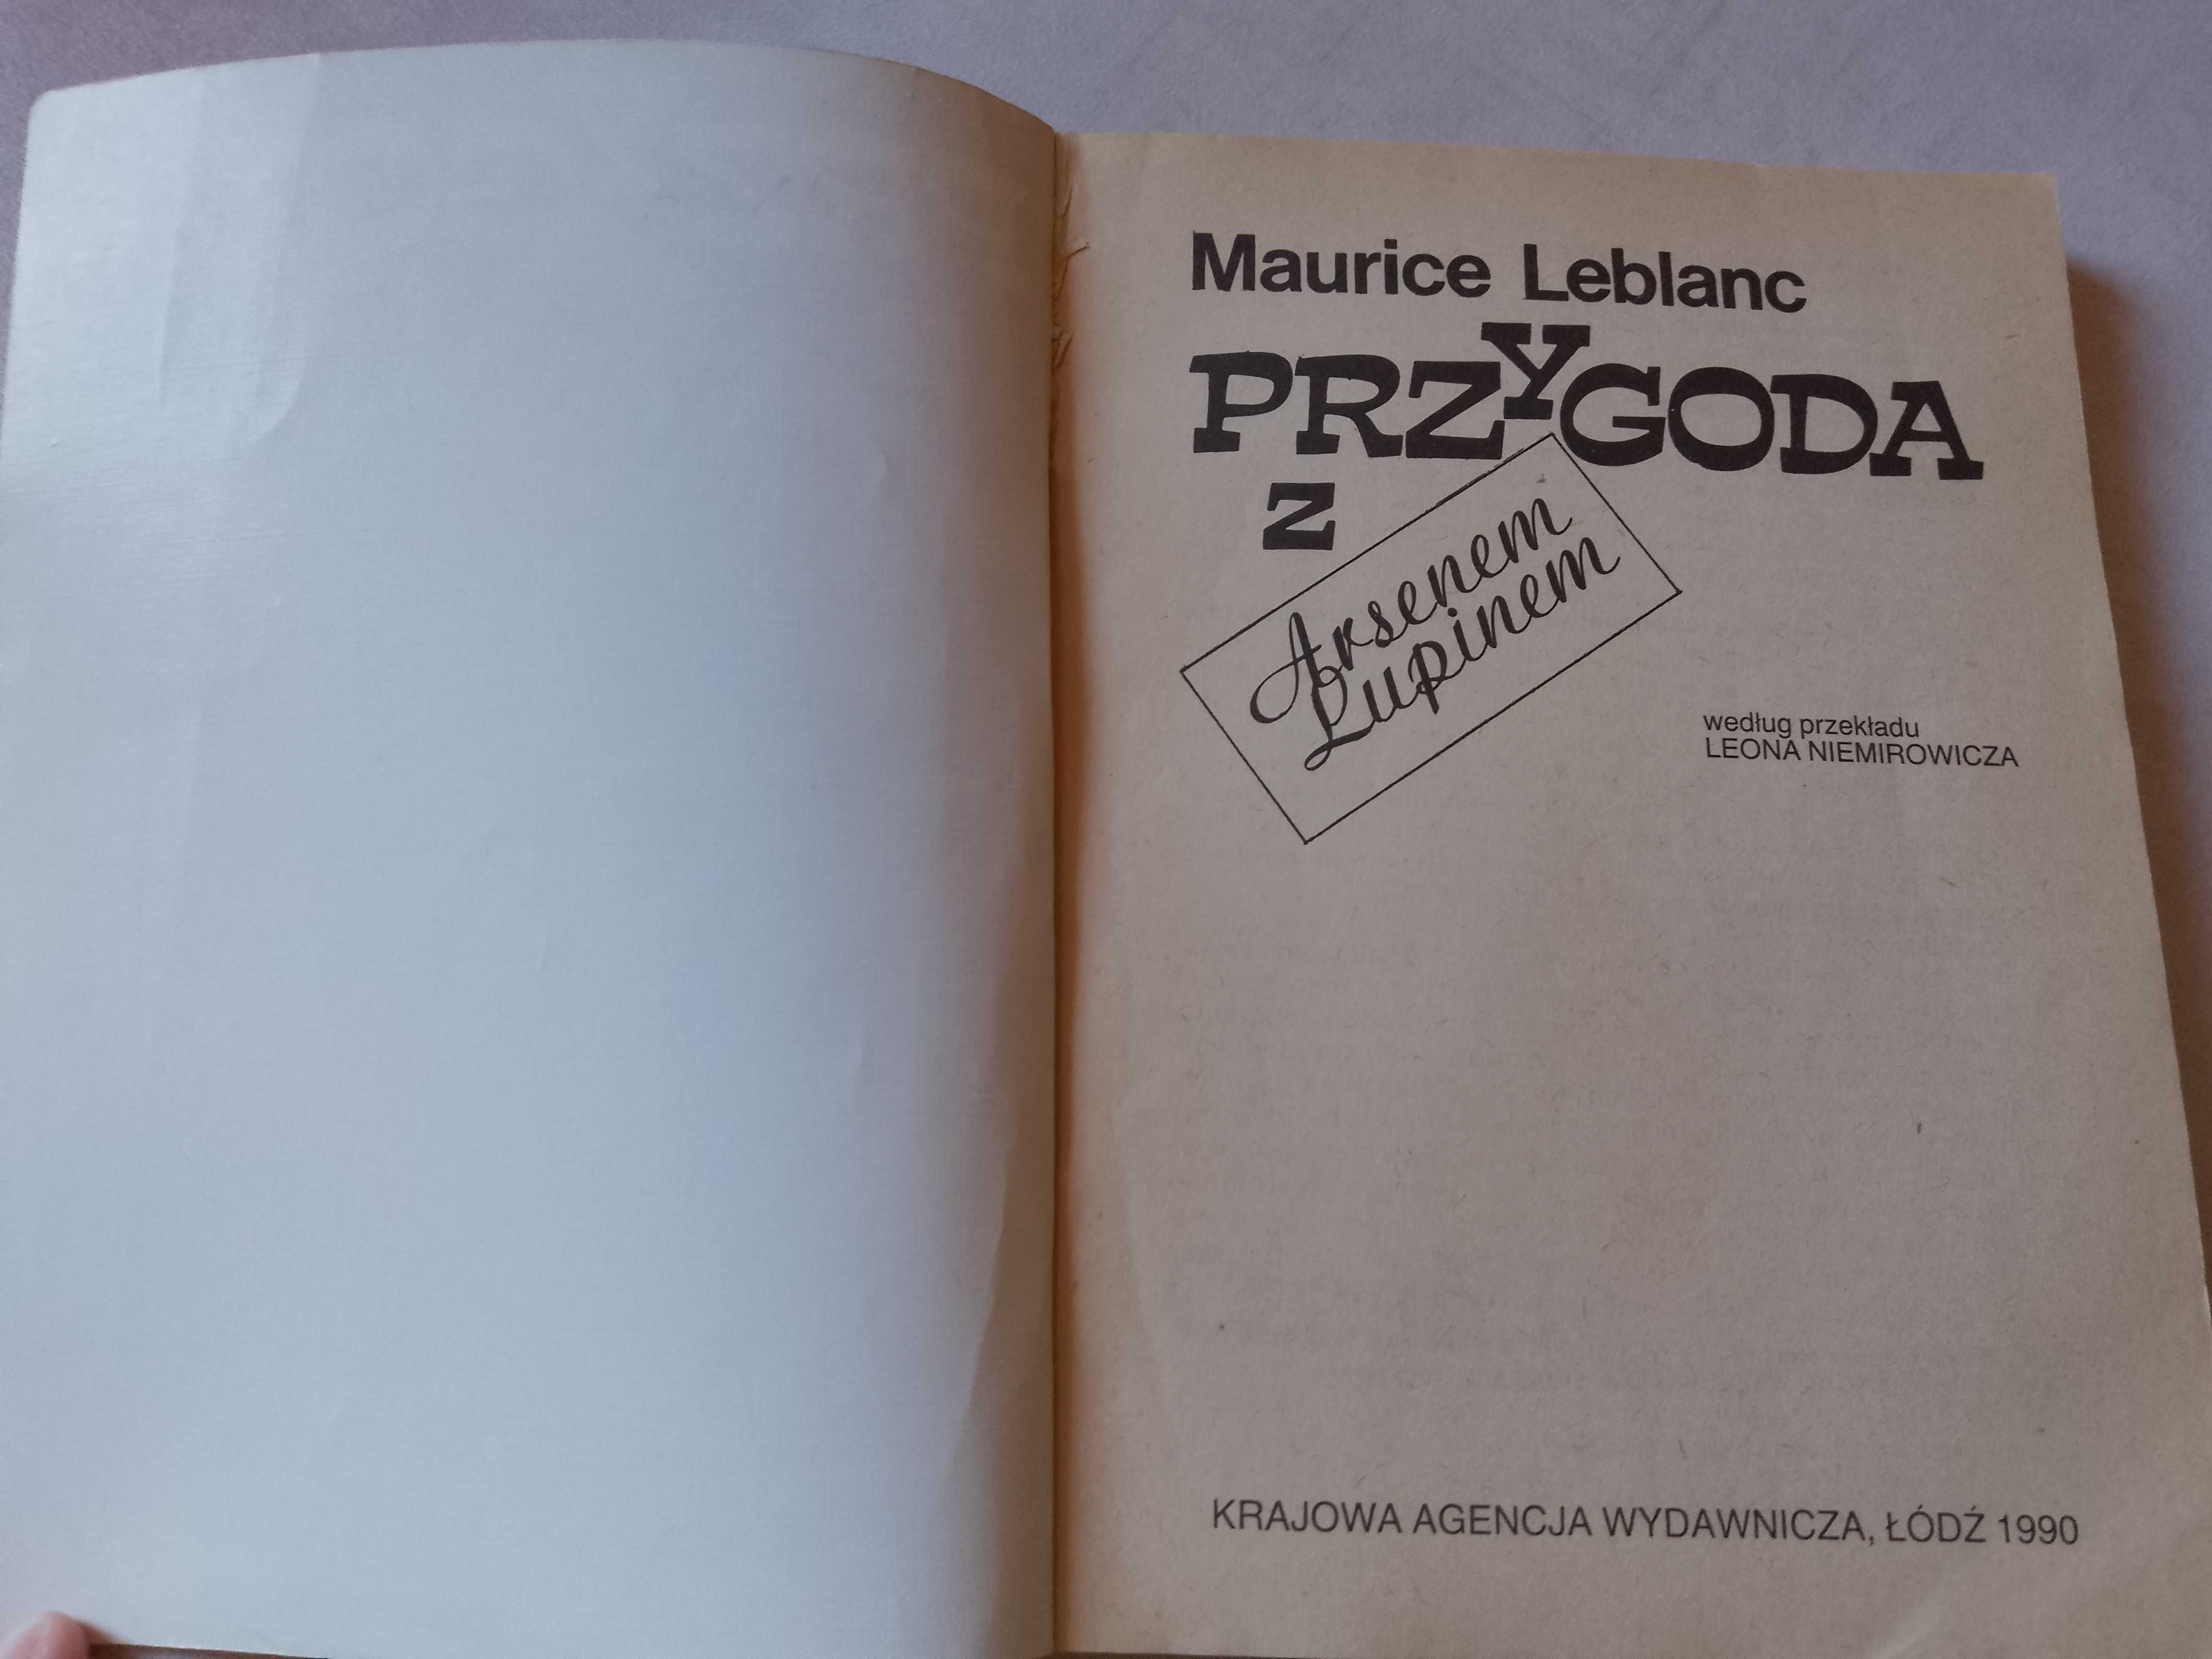 Maurice Leblanc
PRZYGODA
z
Arsenem
Lupinem
według przekładu
LEONA NIEMIROWICZA
KRAJOWA AGENCJA WYDAWNICZA, ŁÓDŹ 1990